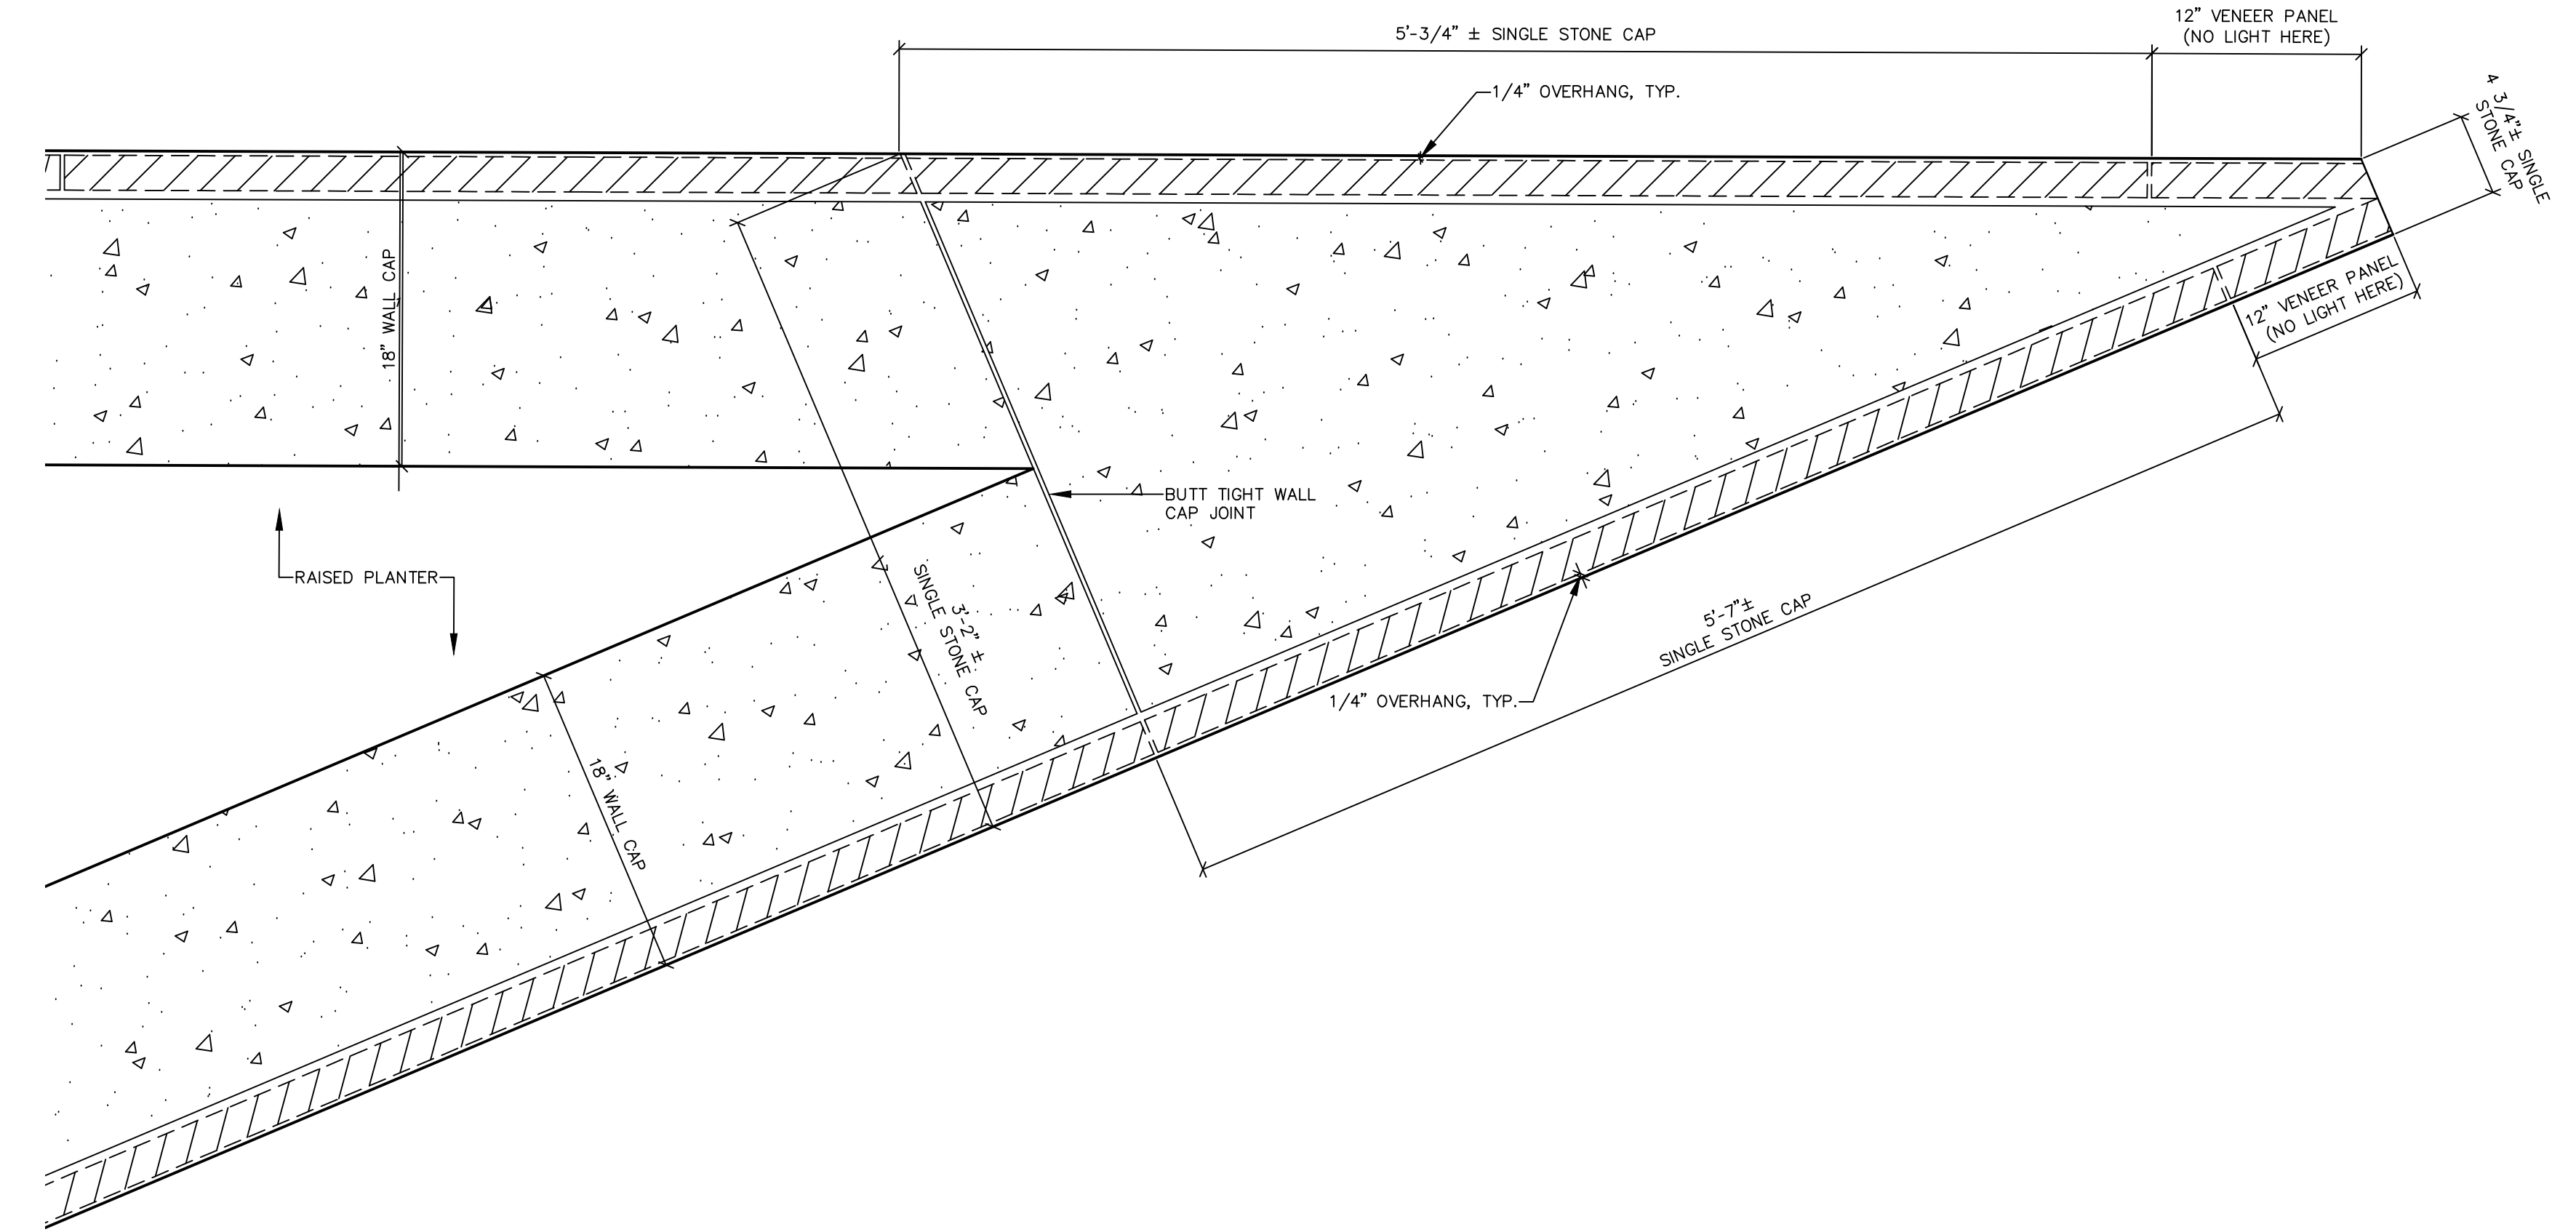 5'-3/4” ± SINGLE STONE CAP
12” VENEER PANEL
(NO LIGHT HERE)
1/4” OVERHANG, TYP.
4 3/4”± SINGLE
STONE CAP
18” WALL CAP
12” VENEER PANEL
(NO LIGHT HERE)
BUTT TIGHT WALL
CAP JOINT
RAISED PLANTER
3'-2” ±
SINGLE STONE CAP
5'-7”±
SINGLE STONE CAP
1/4” OVERHANG, TYP.
18” WALL CAP